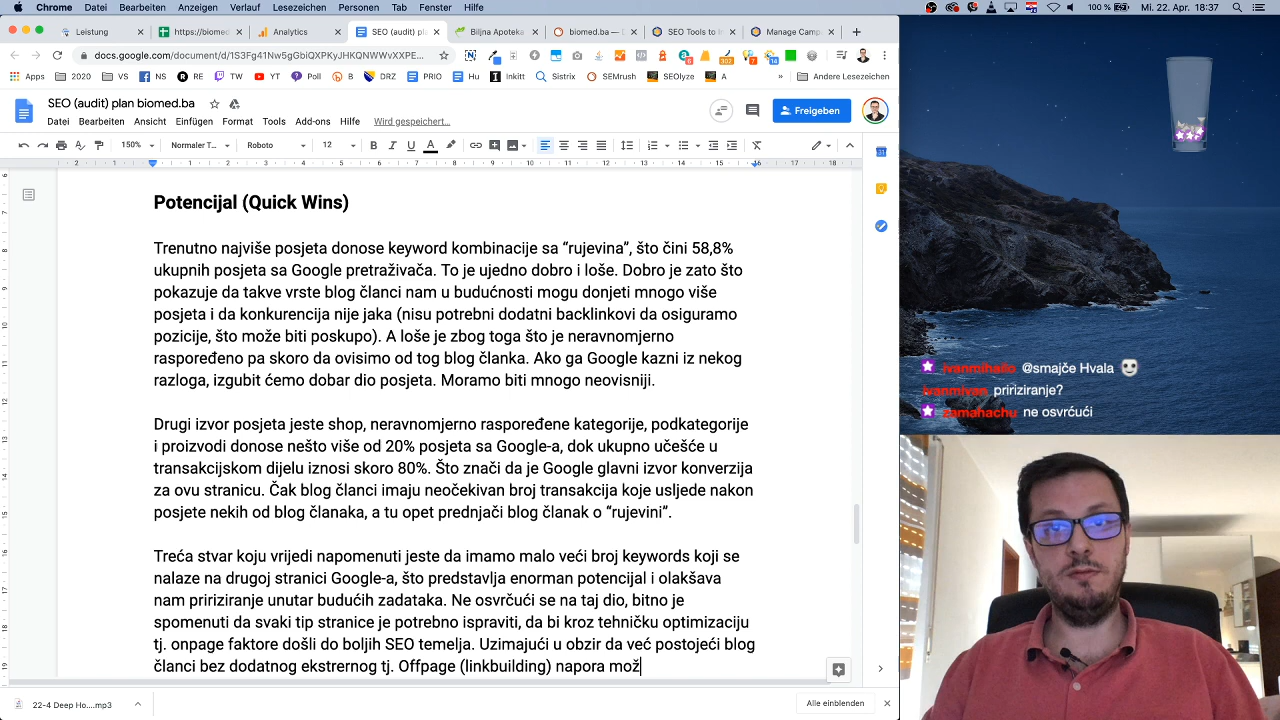 Chrome Datei Bearbeiten Anzeigen Verlauf Lesezeichen Personen Tab Fenster Hilfe
100 % Mi 22. Apr. 18:37
Leistung
https://biomed
Analytics
SEO (audit) pla
Biljna Apoteka
biomed.ba —
SEO Tools to I
Manage Camp
docs.google.com/document/d/1S3Fg41Nw5gGbiQXPKyJHKQNWWvXXPE...
Apps 2020 VS NS RE TW YT Poll B DRZ PRIO HL Inkitt Sistrix SEMrush SEOlyze A » Andere Lesezeichen
SEO (audit) plan biomed.ba
Datei Bearbeiten Ansicht Einfügen Format Tools Add-ons Hilfe Wird gespeichert...
Freigeben
150% Normaler T... Roboto 12 B I U A
Potencijal (Quick Wins)
Trenutno najviše posjeta donose keyword kombinacije sa “rujevina”, što čini 58,8%
ukupnih posjeta sa Google pretraživača. To je ujedno dobro i loše. Dobro je zato što
pokazuje da takve vrste blog članci nam u budućnosti mogu donjeti mnogo više
posjeta i da konkurencija nije jaka (nisu potrebni dodatni backlinkovi da osiguramo
pozicije, što može biti poskupo). A loše je zbog toga što je neravnomjerno
raspoređeno pa skoro da ovisimo od tog blog članka. Ako ga Google kazni iz nekog
razloga, izgubit ćemo dobar dio posjeta. Moramo biti mnogo neovisniji.
Drugi izvor posjeta jeste shop, neravnomjerno raspoređene kategorije, podkategorije
i proizvodi donose nešto više od 20% posjeta sa Google-a, dok ukupno učešće u
transakcijskom dijelu iznosi skoro 80%. Što znači da je Google glavni izvor konverzija
za ovu stranicu. Čak blog članci imaju neočekivan broj transakcija koje usljede nakon
posjete nekih od blog članaka, a tu opet prednjači blog članak o “rujevini”.
Treća stvar koju vrijedi napomenuti jeste da imamo malo veći broj keywords koji se
nalaze na drugoj stranici Google-a, što predstavlja enorman potencijal i olakšava
nam pririziranje unutar budućih zadataka. Ne osvrčući se na taj dio, bitno je
spomenuti da svaki tip stranice je potrebno ispraviti, da bi kroz tehničku optimizaciju
tj. onpage faktore došli do boljih SEO temelja. Uzimajući u obzir da već postojeći blog
članci bez dodatnog ekstrernog tj. Offpage (linkbuilding) napora mož
22-4 Deep Ho....mp3
Alle einblenden
ivanmihailo @smajče Hvala
ivanmivan pririziranje?
zamahachu ne osvrćući